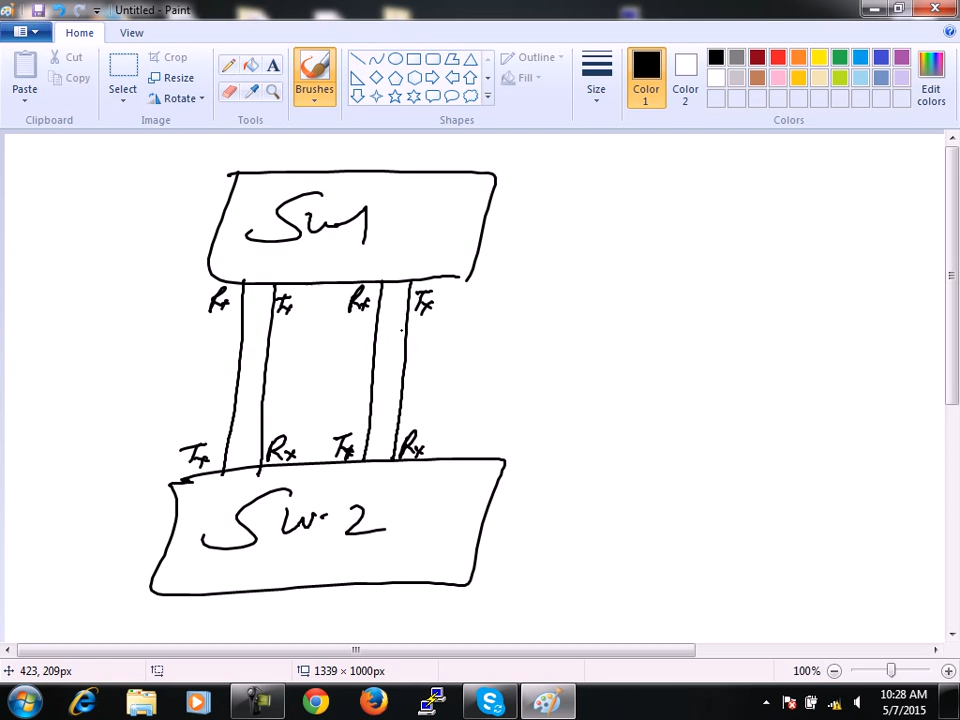 Untitled - Paint
Home
View
Paste
Cut
Copy
Clipboard
Select
Crop
Resize
Rotate
Image
Tools
Brushes
Shapes
Outline
Fill
Size
Color
1
Color
2
Edit
colors
Colors
Sw1
Rx Tx Rx Tx
Tx Rx Tx Rx
Sw-2
423, 209px
1339 × 1000px
100%
10:28 AM
5/7/2015